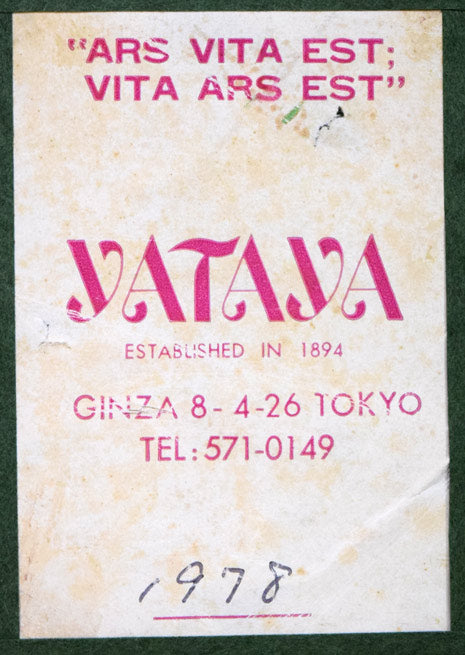 "ARS VITA EST;
VITA ARS EST"
YATAYA
ESTABLISHED IN 1894
GINZA 8-4-26 TOKYO
TEL:571-0149
1978